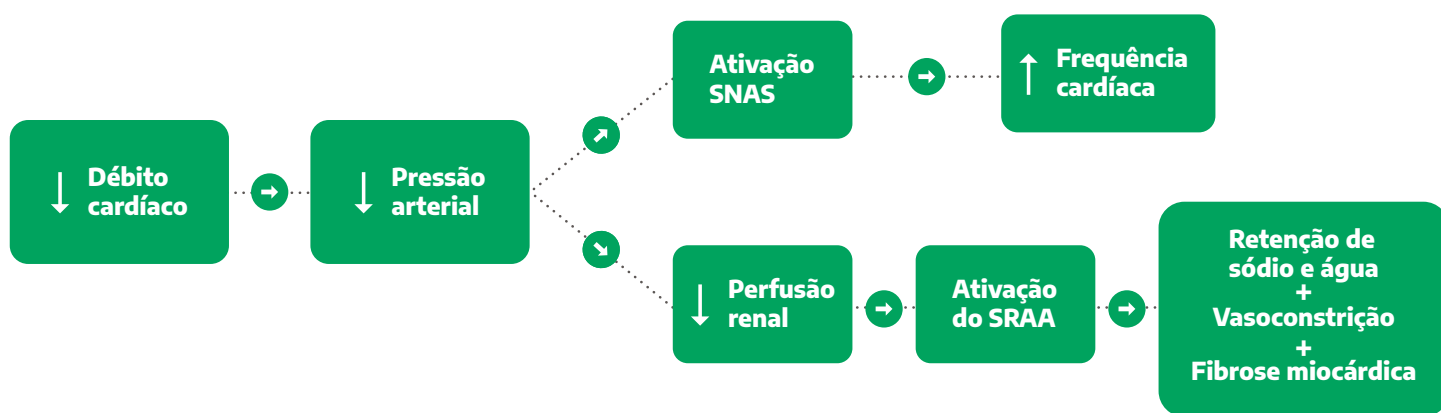 ↓ Débito
cardíaco
↓ Pressão
arterial
Ativação
SNAS
↑ Frequência
cardíaca
↓ Perfusão
renal
Ativação
do SRAA
Retenção de
sódio e água
+
Vasoconstrição
+
Fibrose miocárdica